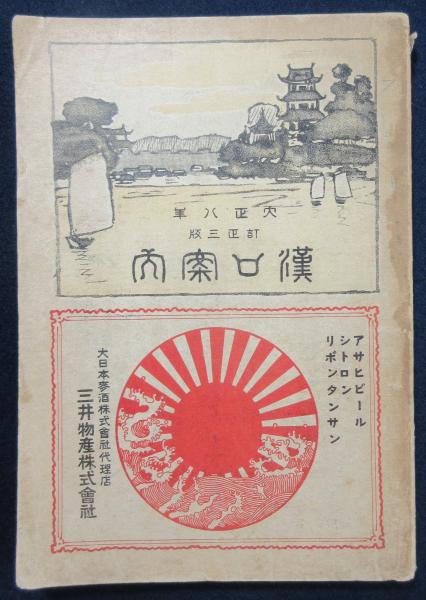 大正八年
訂正三版
漢口案内
アサヒビール
シトロン
リボンタンサン
大日本麥酒株式會社代理店
三井物産株式會社